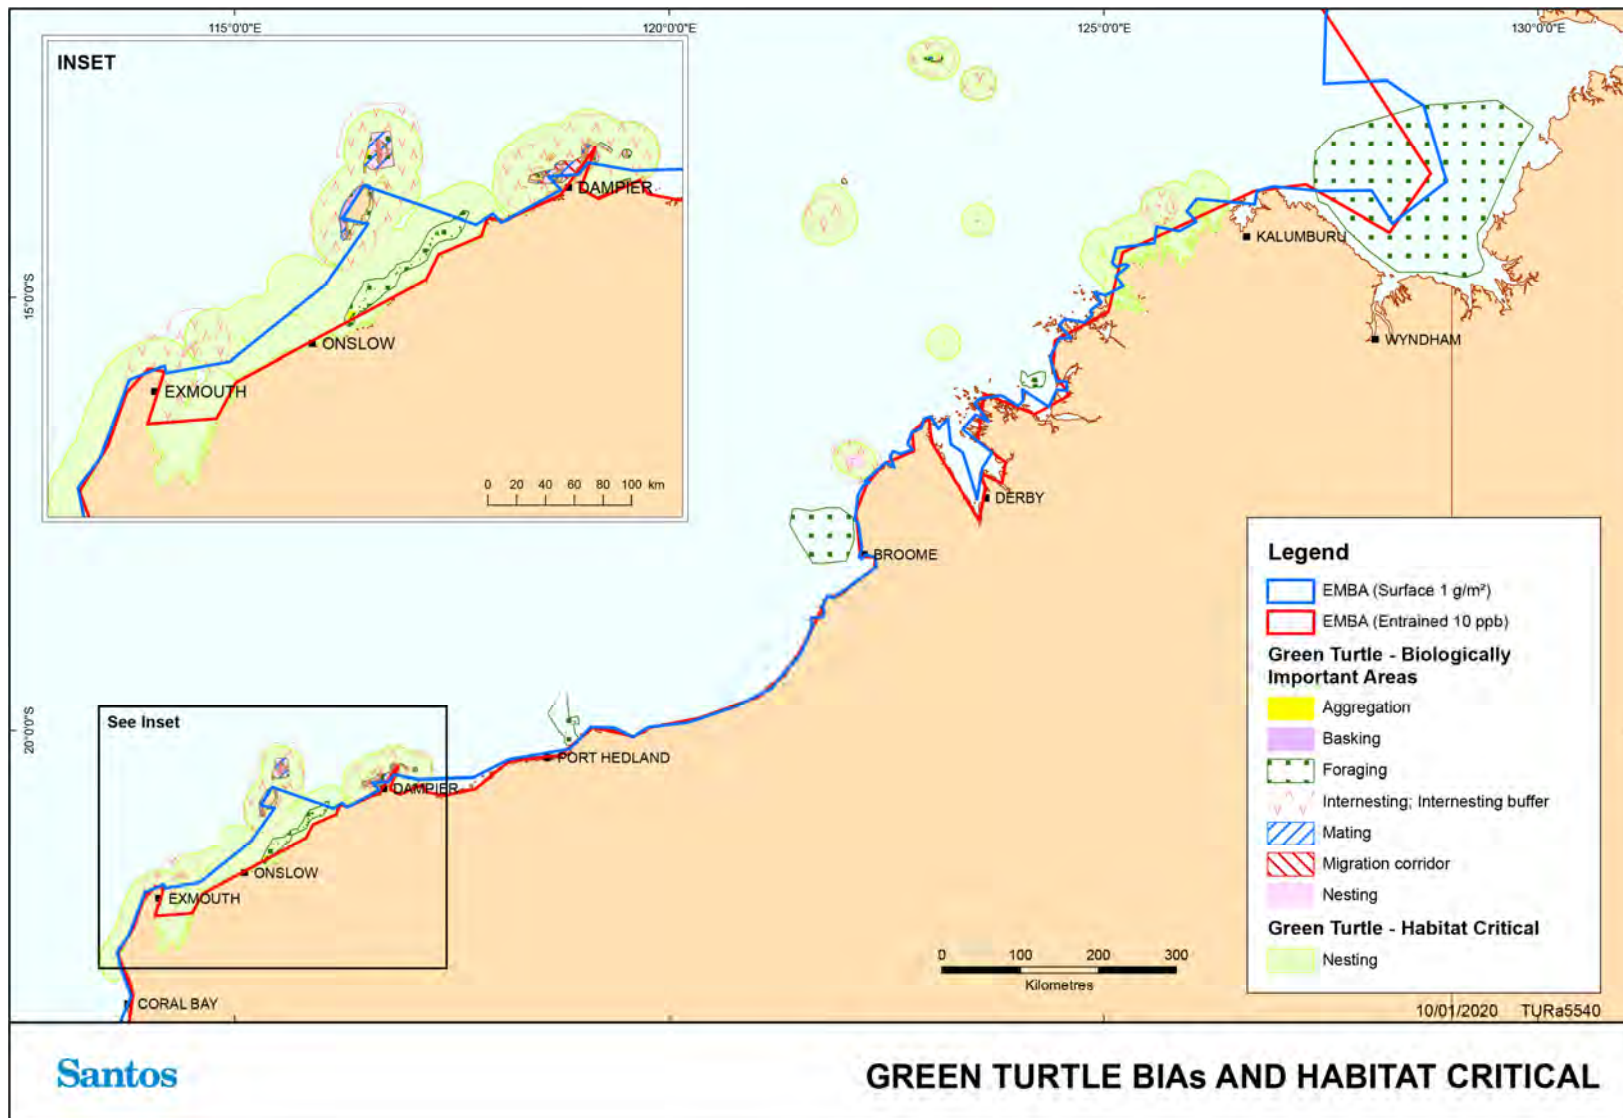 115°0'0"E
120°0'0"E
125°0'0"E
130°0'0"E
INSET
DAMPIER
ONSLOW
EXMOUTH
0 20 40 60 80 100 km
15°0'0"S
20°0'0"S
KALUMBURU
WYNDHAM
DERBY
BROOME
PORT HEDLAND
See Inset
DAMPIER
ONSLOW
EXMOUTH
CORAL BAY
0 100 200 300
Kilometres
Legend
EMBA (Surface 1 g/m²)
EMBA (Entrained 10 ppb)
Green Turtle - Biologically
Important Areas
Aggregation
Basking
Foraging
Internesting; Internesting buffer
Mating
Migration corridor
Nesting
Green Turtle - Habitat Critical
Nesting
10/01/2020 TURa5540
Santos
GREEN TURTLE BIAs AND HABITAT CRITICAL